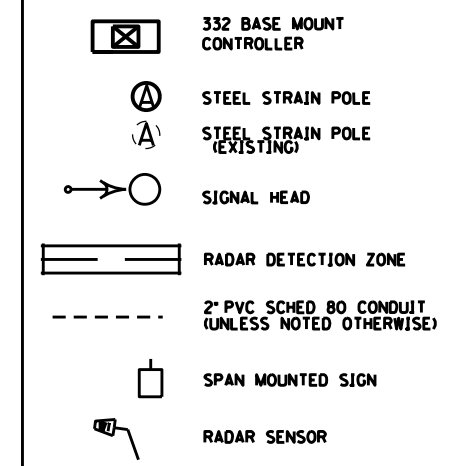 332 BASE MOUNT
CONTROLLER
A
STEEL STRAIN POLE
A
STEEL STRAIN POLE
(EXISTING)
SIGNAL HEAD
RADAR DETECTION ZONE
2" PVC SCHED 80 CONDUIT
(UNLESS NOTED OTHERWISE)
SPAN MOUNTED SIGN
RADAR SENSOR